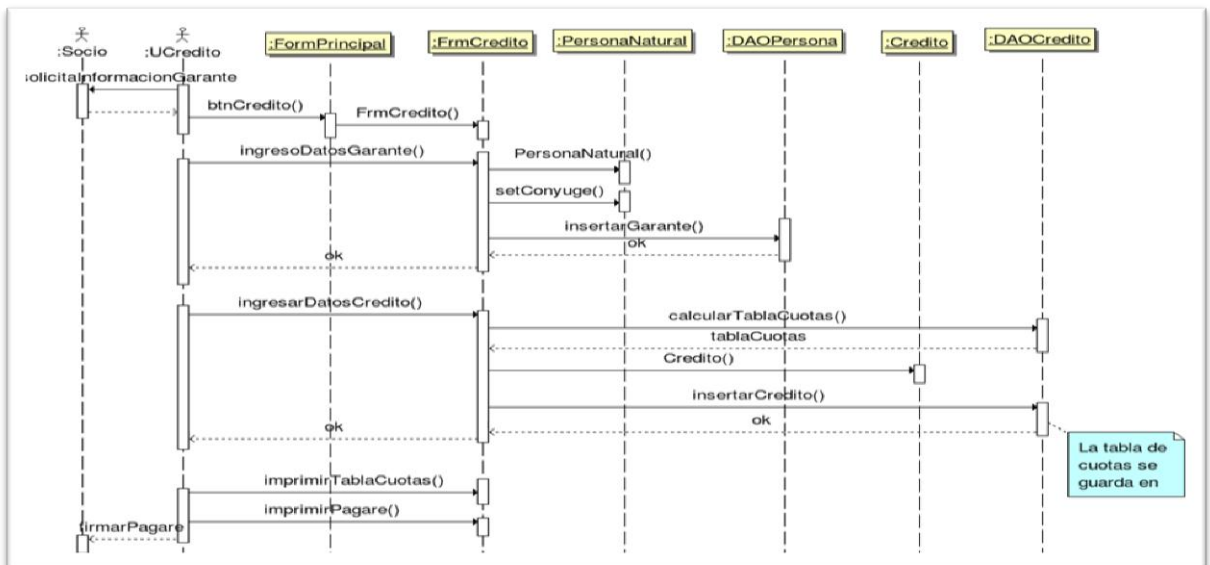 :Socio
:UCredito
:FormPrincipal
:FrmCredito
:PersonaNatural
:DAOPersona
:Credito
:DAOCredito
olicitaInformacionGarante
btnCredito()
FrmCredito()
ingresoDatosGarante()
PersonaNatural()
setConyuge()
insertarGarante()
ok
ok
ingresarDatosCredito()
calcularTablaCuotas()
tablaCuotas
Credito()
insertarCredito()
ok
ok
La tabla de
cuotas se
guarda en
imprimirTablaCuotas()
imprimirPagare()
firmarPagare